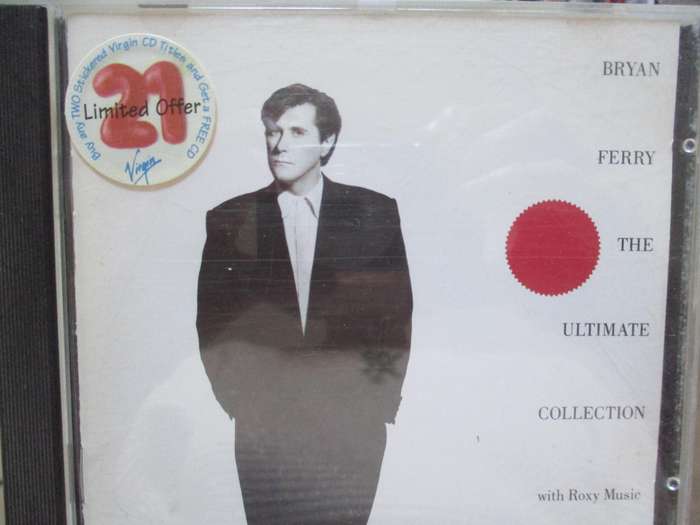 Buy any TWO Stickered Virgin CD Titles and Get a FREE CD
21
Limited Offer
Virgin
BRYAN
FERRY
THE
ULTIMATE
COLLECTION
with Roxy Music